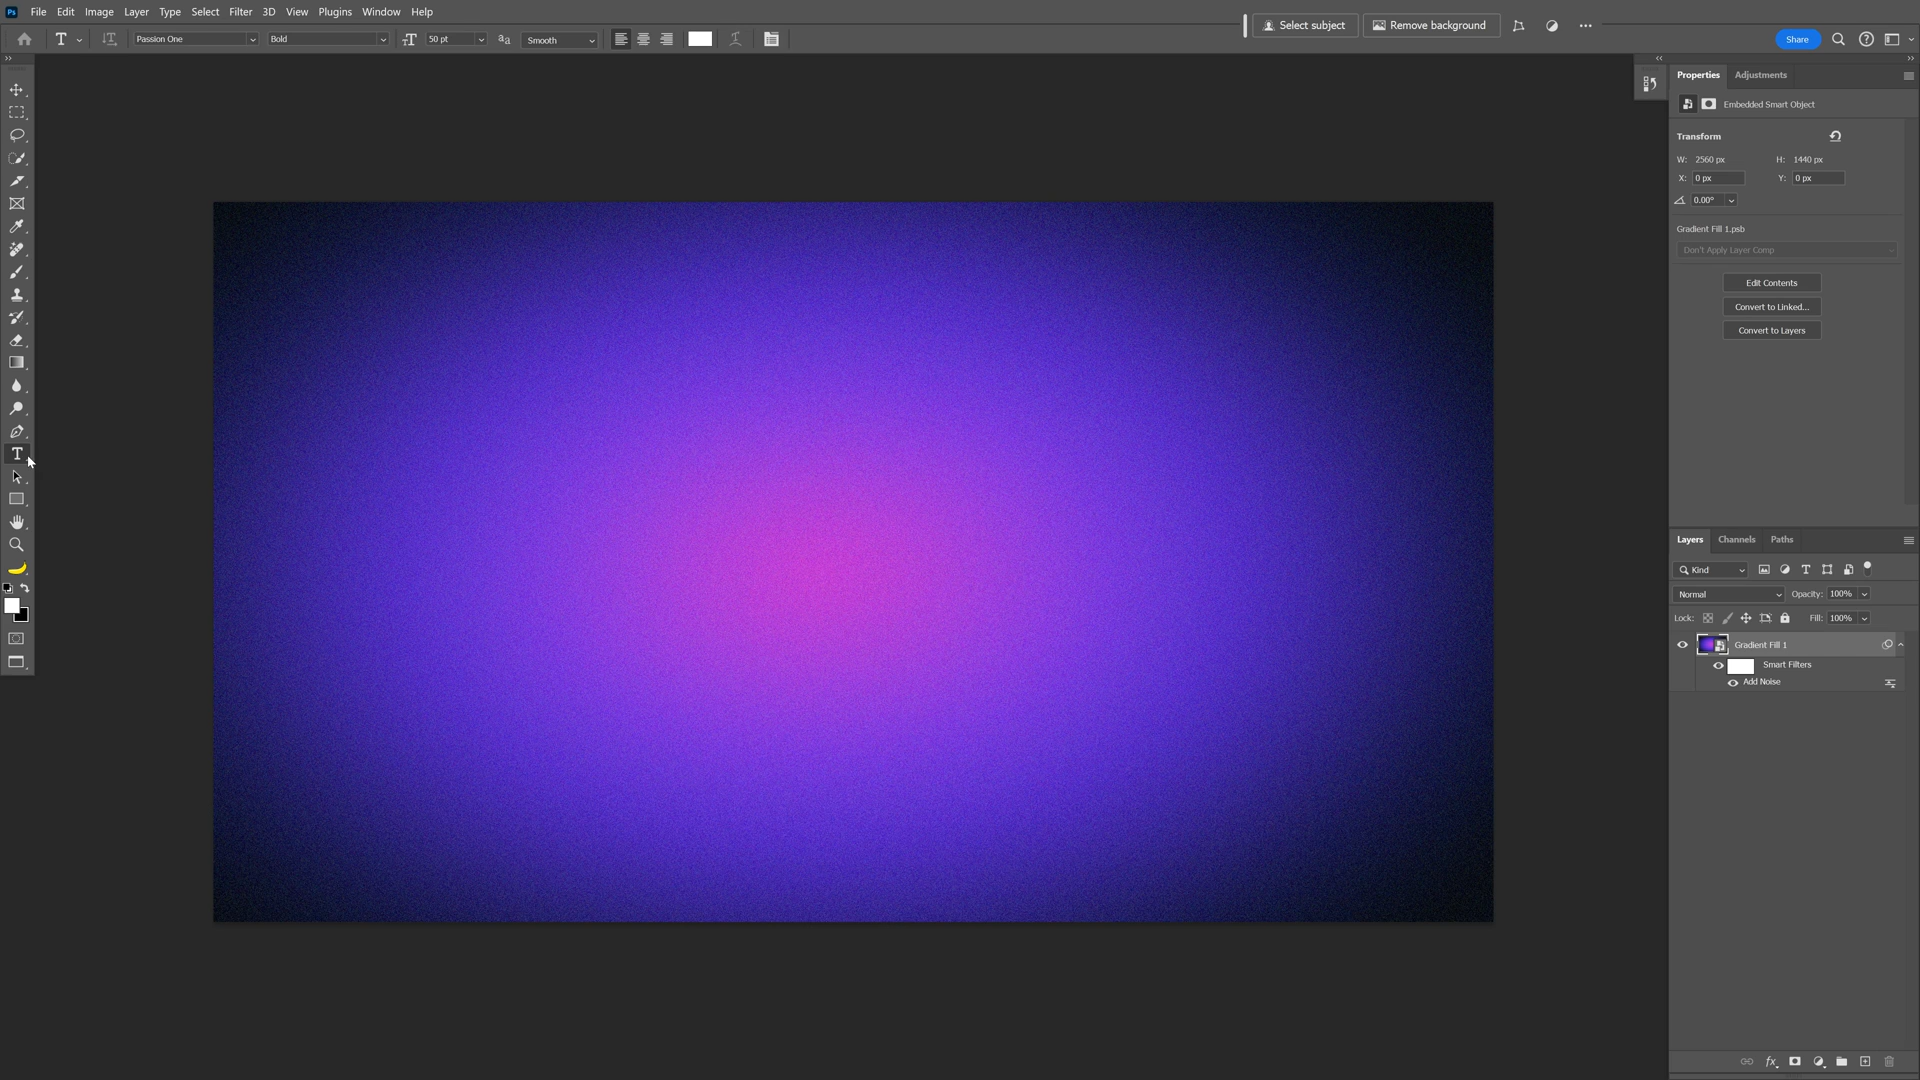 Ps File Edit Image Layer Type Select Filter 3D View Plugins Window Help
Select subject Remove background
T Passion One Bold 50 pt aa Smooth Share
Properties Adjustments
Embedded Smart Object
Transform
W: 2560 px H: 1440 px
X: 0 px Y: 0 px
0.00°
Gradient Fill 1.psb
Don't Apply Layer Comp
Edit Contents
Convert to Linked...
Convert to Layers
Layers Channels Paths
Kind
Normal Opacity: 100%
Lock: Fill: 100%
Gradient Fill 1
Smart Filters
Add Noise
fx